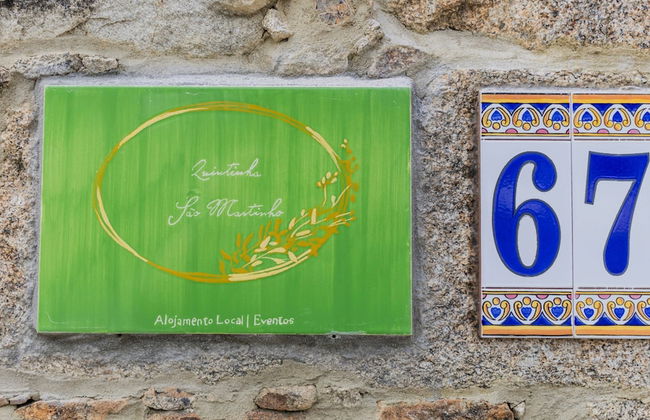 Quintinha
São Martinho
Alojamento Local | Eventos
67